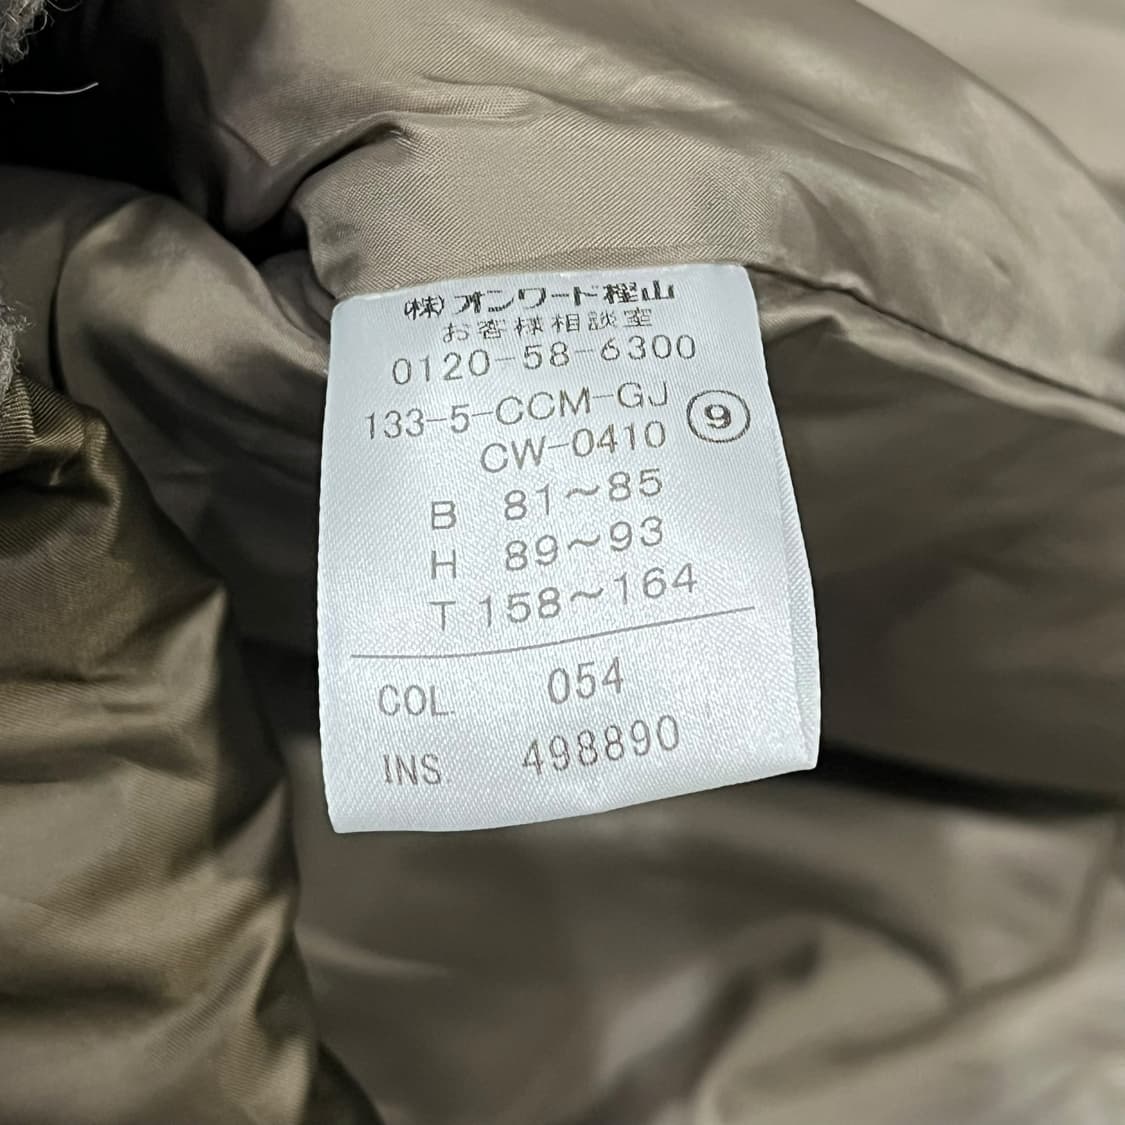 (株)オンワード樫山
お客様相談室
0120-58-6300
133-5-CCM-GJ ⑨
CW-0410
B 81~85
H 89~93
T 158~164
COL. 054
INS. 498890